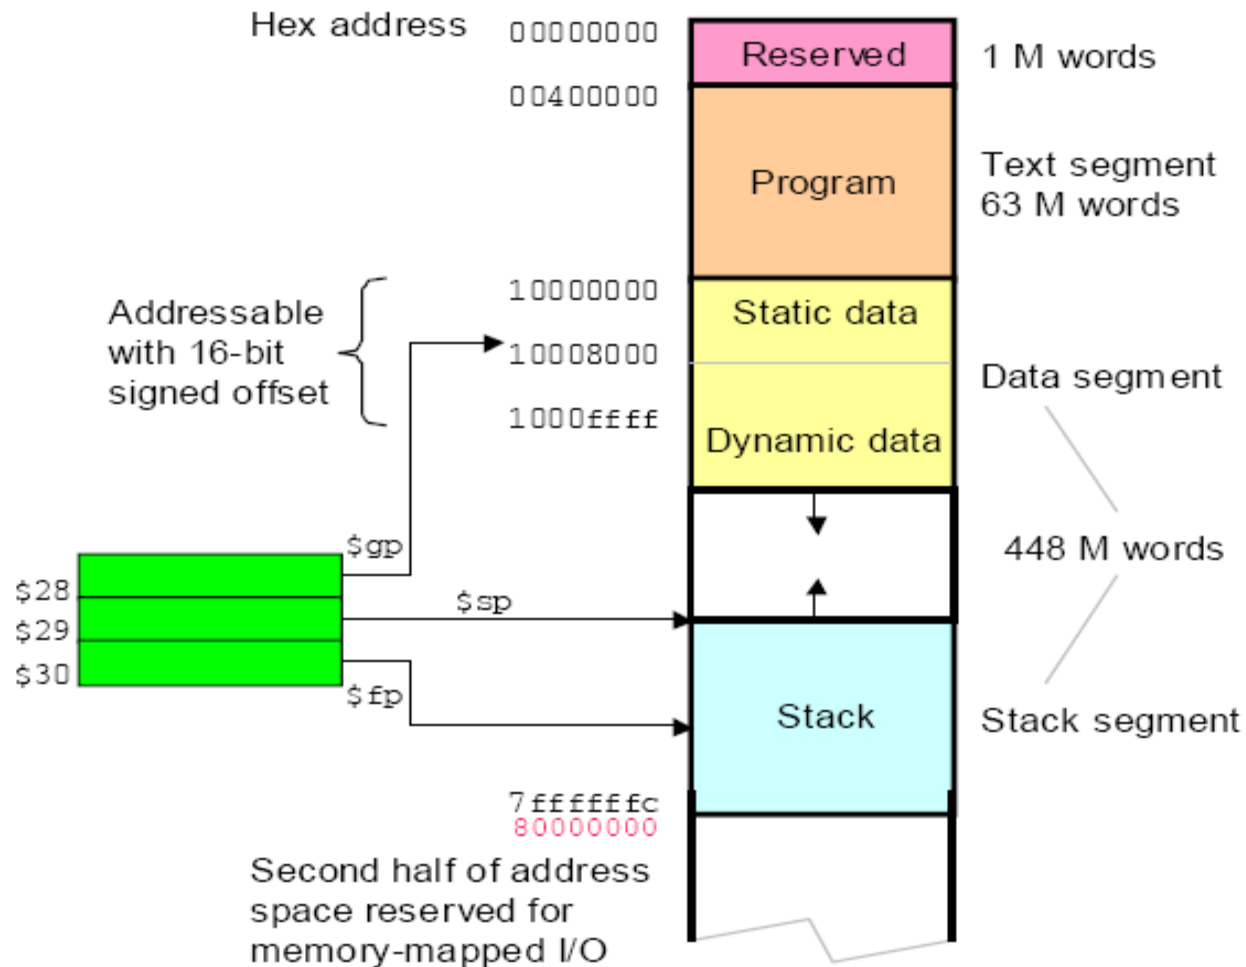 Hex address
00000000
Reserved
1 M words
00400000
Program
Text segment
63 M words
Addressable
with 16-bit
signed offset
10000000
Static data
10008000
Data segment
1000ffff
Dynamic data
448 M words
$gp
$28
$sp
$29
$30
$fp
Stack
Stack segment
7ffffffc
80000000
Second half of address
space reserved for
memory-mapped I/O